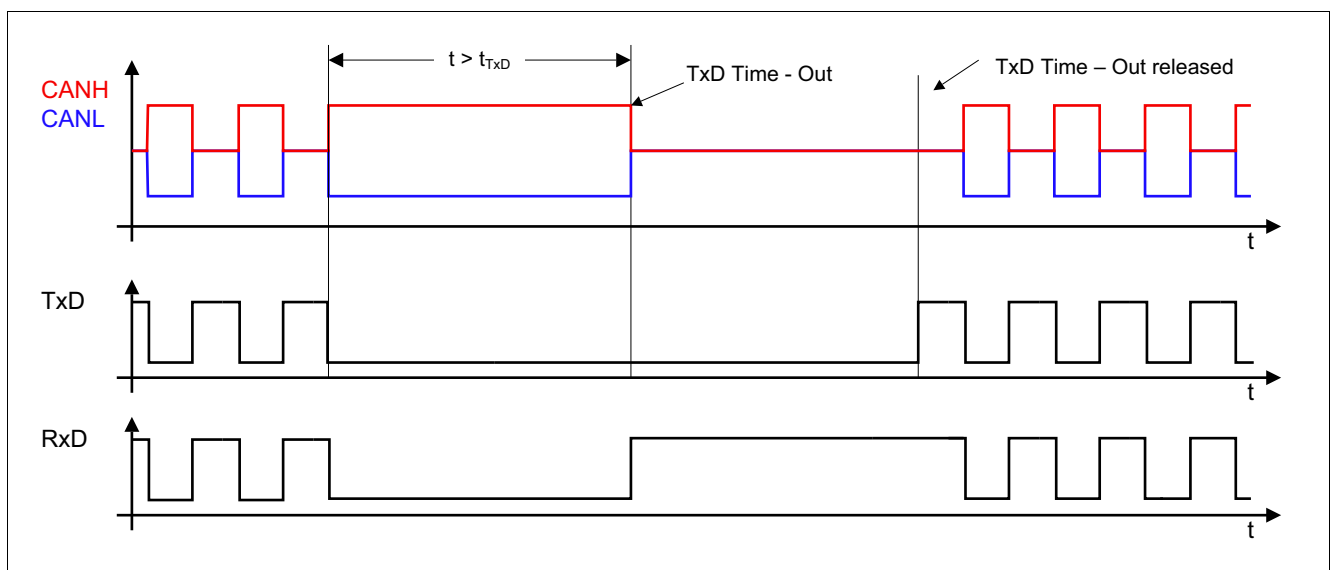 t > tTxD
TxD Time - Out
TxD Time – Out released
CANH
CANL
t
TxD
t
RxD
t